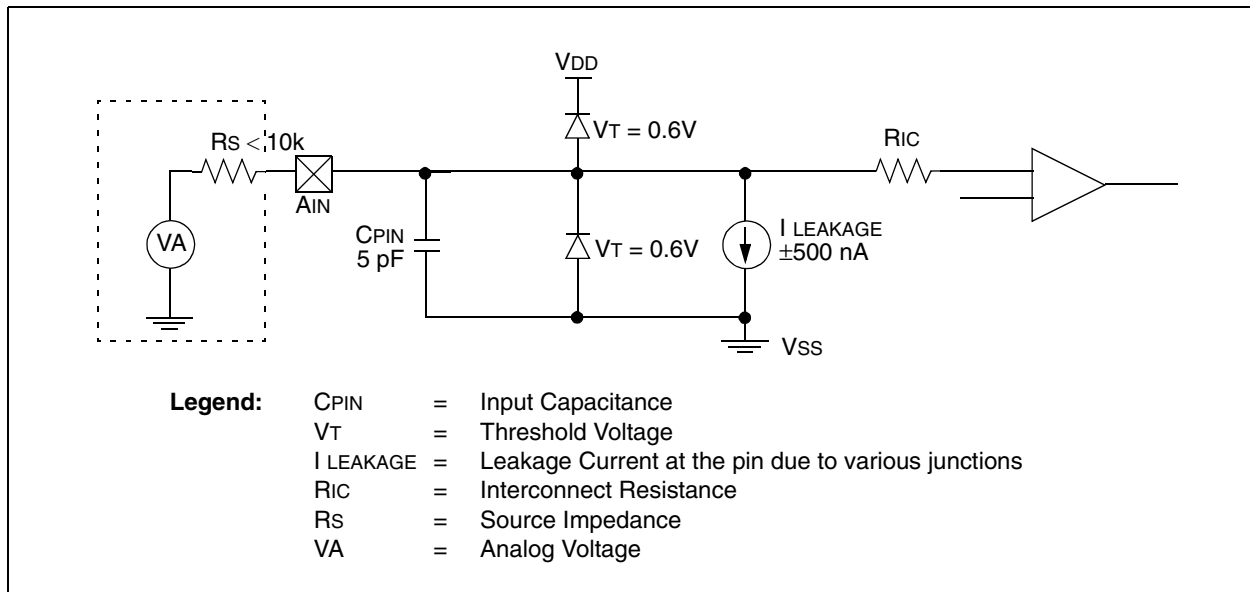 VDD
RS < 10k
VT = 0.6V
RIC
AIN
VA
CPIN
5 pF
VT = 0.6V
I LEAKAGE
±500 nA
VSS
Legend: CPIN = Input Capacitance
VT = Threshold Voltage
I LEAKAGE = Leakage Current at the pin due to various junctions
RIC = Interconnect Resistance
RS = Source Impedance
VA = Analog Voltage